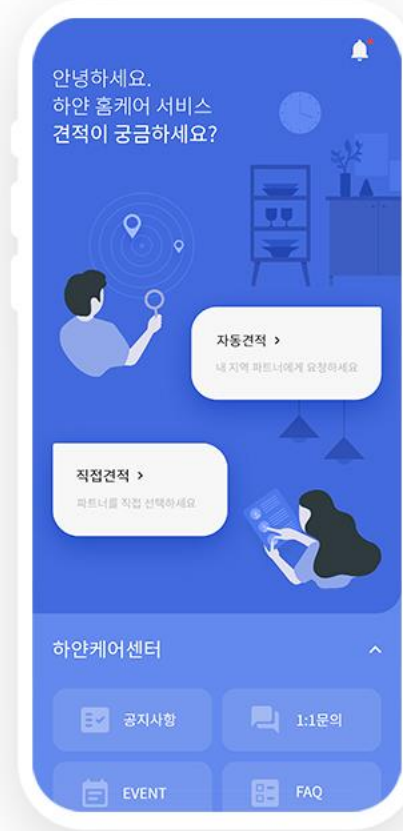 안녕하세요.
하얀 홈케어 서비스
견적이 궁금하세요?
자동견적 >
내 지역 파트너에게 요청하세요
직접견적 >
파트너를 직접 선택하세요
하얀케어센터
공지사항
1:1문의
EVENT
FAQ